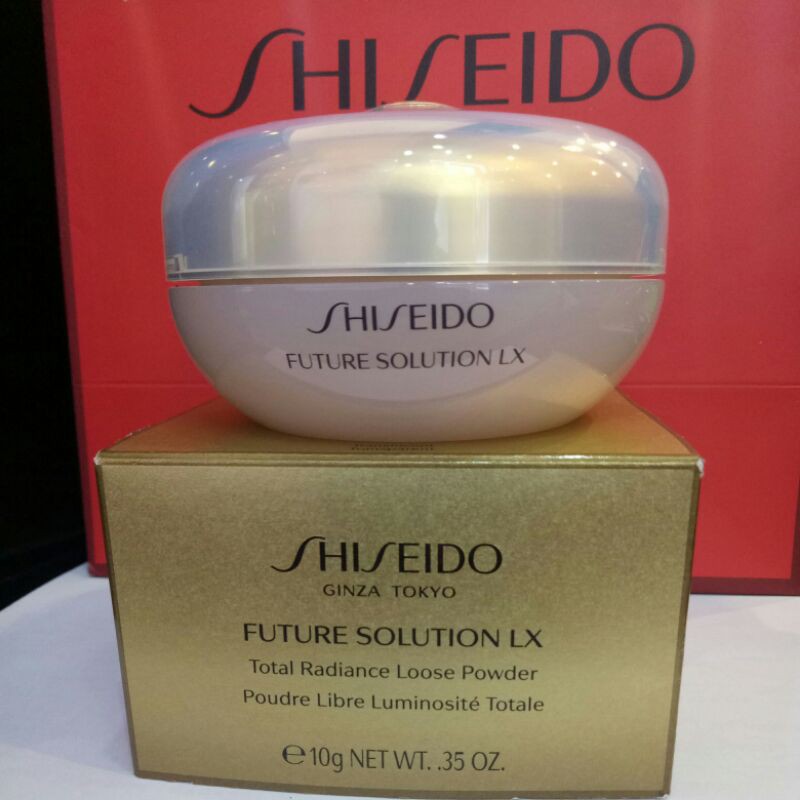 SHISEIDO
SHISEIDO
FUTURE SOLUTION LX
SHISEIDO
GINZA TOKYO
FUTURE SOLUTION LX
Total Radiance Loose Powder
Poudre Libre Luminosité Totale
℮10g NET WT. .35 OZ.